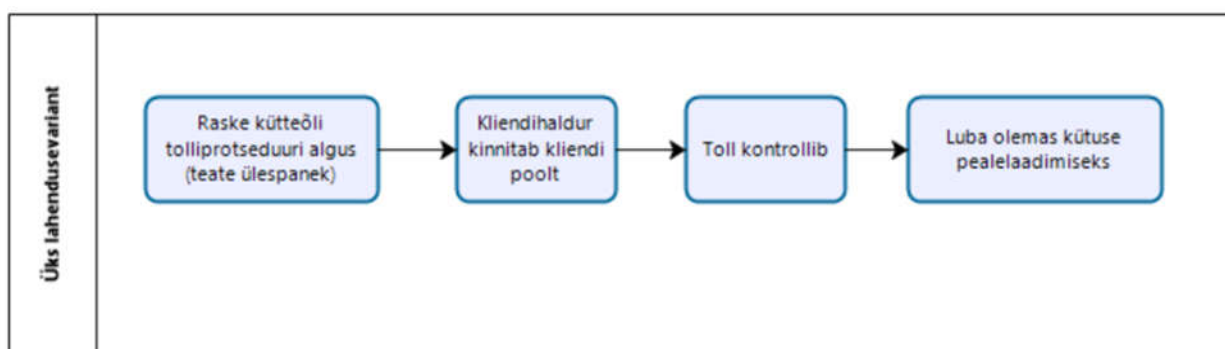 Üks lahendusevariant
Raske kütteõli
tolliprotseduuri algus
(teate ülespanek)
Kliendihaldur
kinnitab kliendi
poolt
Toll kontrollib
Luba olemas kütuse
pealelaadimiseks